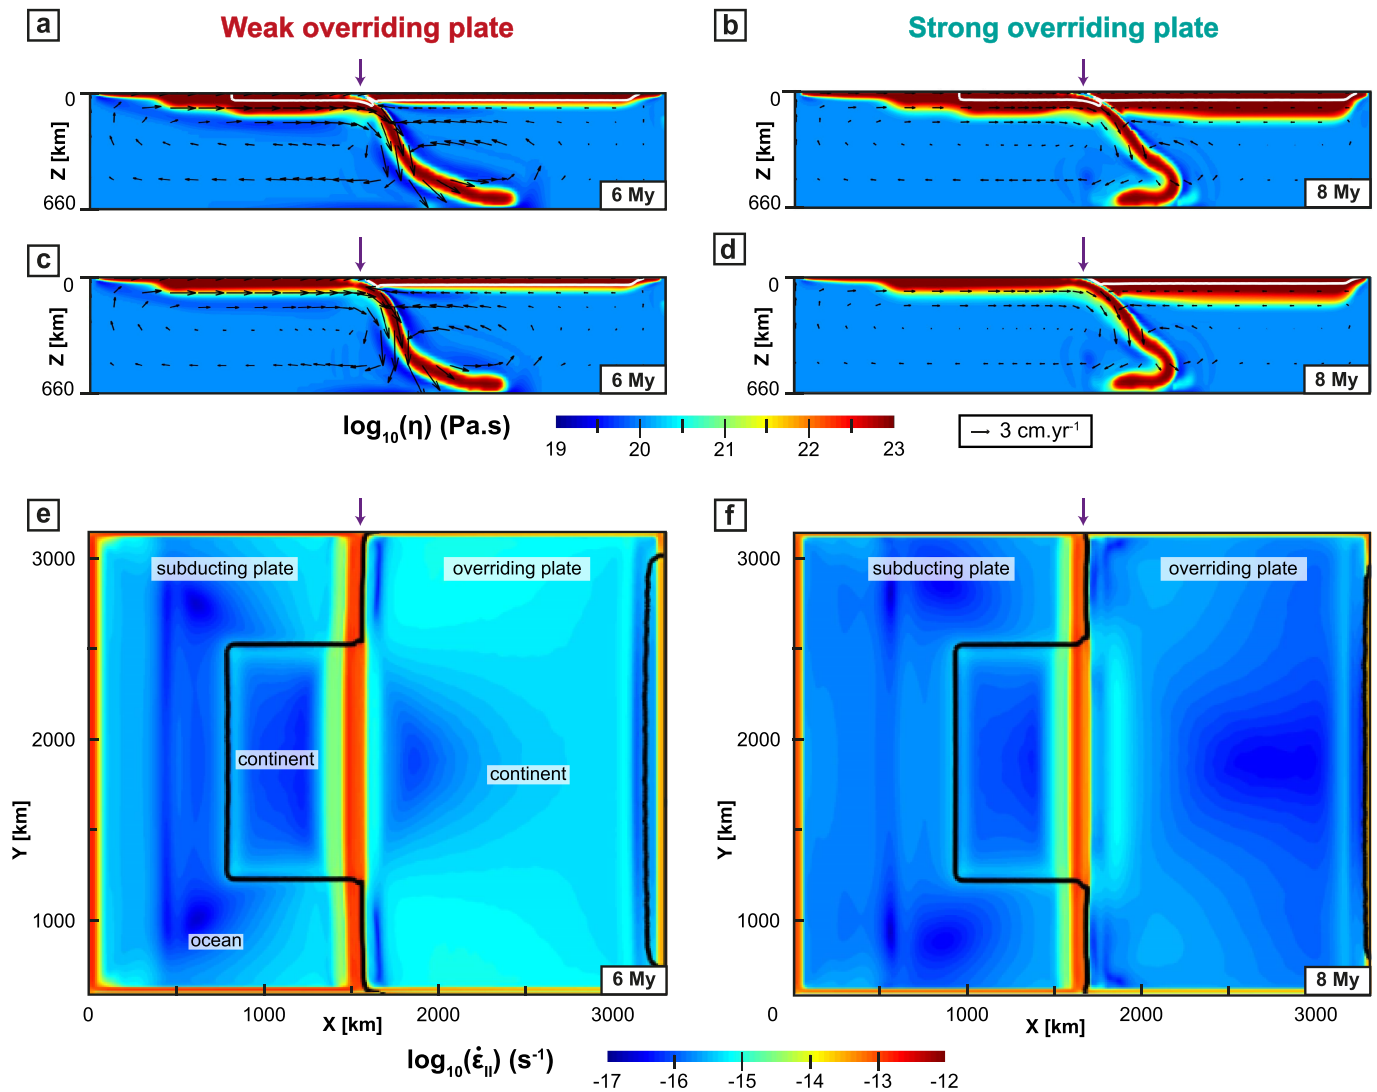 a
Weak overriding plate
b
Strong overriding plate
0
Z [km]
660
6 My
0
Z [km]
660
8 My
c
d
0
Z [km]
660
6 My
0
Z [km]
660
8 My
log10(η) (Pa.s)
19 20 21 22 23
3 cm.yr-1
e
f
3000
2000
1000
Y [km]
subducting plate
overriding plate
continent
continent
ocean
6 My
0 1000 2000 3000
X [km]
3000
2000
1000
Y [km]
subducting plate
overriding plate
8 My
0 1000 2000 3000
X [km]
log10(ε̇II) (s-1)
-17 -16 -15 -14 -13 -12